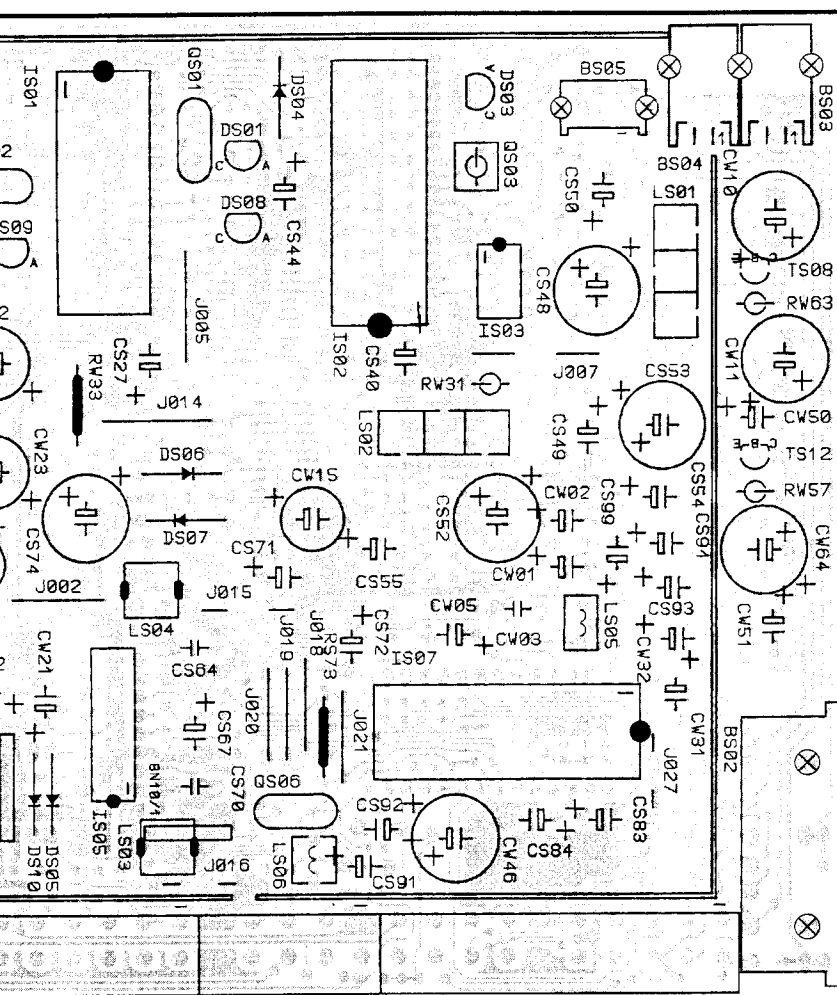 IS01
QS01
DS04
DS01
C
A
DS08
C
A
CS44
A
DS03
C
QS03
BS05
BS03
BS04
LS01
CW10
CS50
CS48
IS03
IS02
CS40
J005
CS27
RW33
J014
RW31
J007
CS53
CS49
LS02
C B E
TS08
RW63
CW11
CW50
C B E
TS12
RW57
CW64
CW51
A
CW23
CS74
DS06
DS07
CW15
CS52
CW02
CW01
CS99
CS54
CS94
CS93
CS71
CS55
J002
LS04
J015
J019
J018
RS73
CS72
CW05
CW03
LS05
CW32
IS07
CW21
CS64
CS67
J020
J021
CW31
J027
BS02
BN10/1
CS70
QS06
CS92
CW46
CS84
CS83
IS05
LS03
J016
LS06
CS91
DS10
DS05